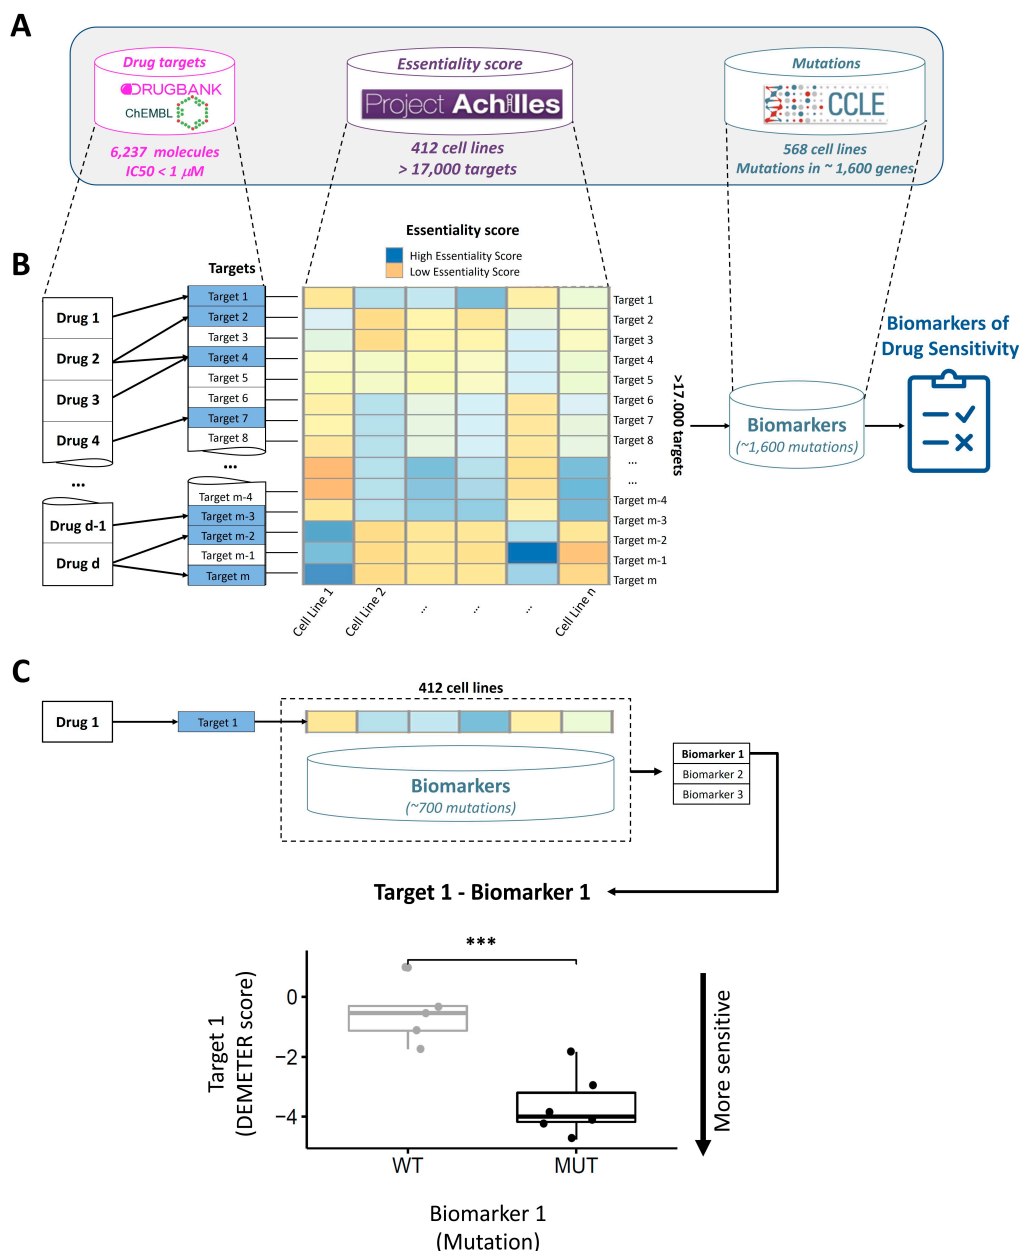 A
Drug targets
DRUGBANK
ChEMBL
6,237 molecules
IC50 < 1 µM
Essentiality score
Project Achilles
412 cell lines
> 17,000 targets
Mutations
CCLE
568 cell lines
Mutations in ~ 1,600 genes
B
Targets
Essentiality score
High Essentiality Score
Low Essentiality Score
Drug 1
Drug 2
Drug 3
Drug 4
...
Drug d-1
Drug d
Target 1
Target 2
Target 3
Target 4
Target 5
Target 6
Target 7
Target 8
...
Target m-4
Target m-3
Target m-2
Target m-1
Target m
Target 1
Target 2
Target 3
Target 4
Target 5
Target 6
Target 7
Target 8
...
...
Target m-4
Target m-3
Target m-2
Target m-1
Target m
Cell Line 1
Cell Line 2
...
...
...
Cell Line n
>17.000 targets
Biomarkers
(~1,600 mutations)
Biomarkers of
Drug Sensitivity
C
412 cell lines
Drug 1
Target 1
Biomarkers
(~700 mutations)
Biomarker 1
Biomarker 2
Biomarker 3
Target 1 - Biomarker 1
***
Target 1
(DEMETER score)
0
−2
−4
WT
MUT
More sensitive
Biomarker 1
(Mutation)